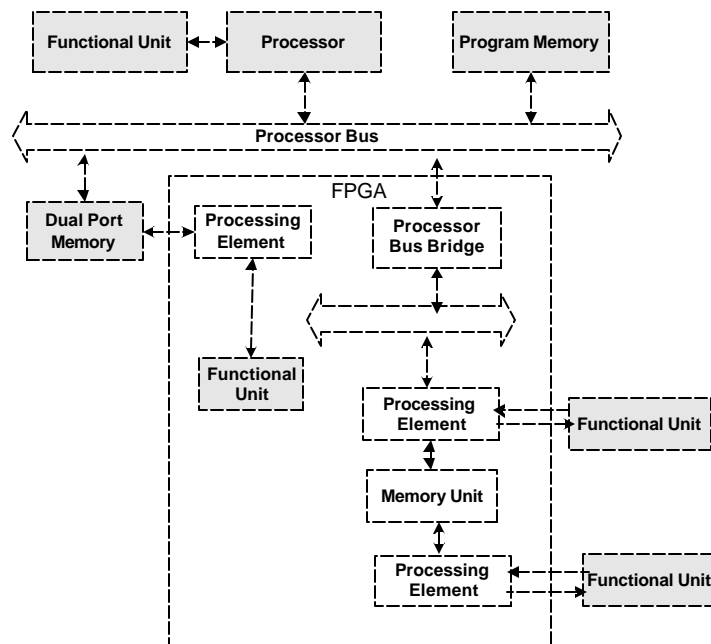 Functional Unit
Processor
Program Memory
Processor Bus
FPGA
Dual Port
Memory
Processing
Element
Processor
Bus Bridge
Functional
Unit
Processing
Element
Functional Unit
Memory Unit
Processing
Element
Functional Unit